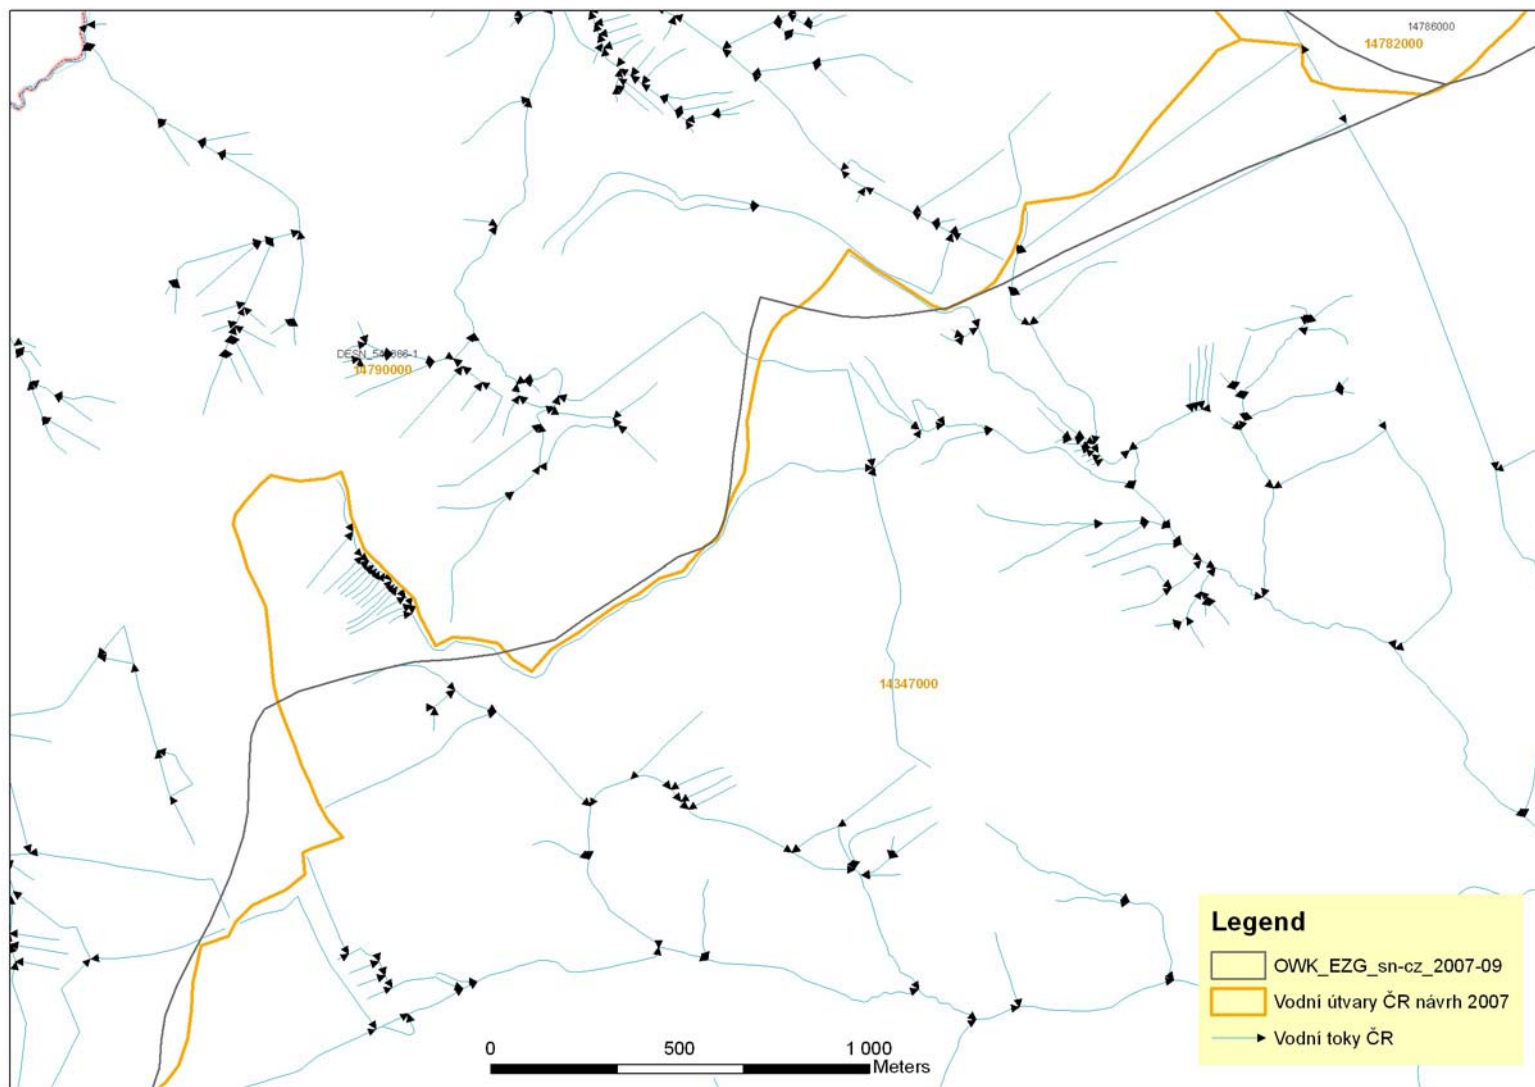 14786000
14782000
14790000
14347000
Legend
OWK_EZG_sn-cz_2007-09
Vodní útvary ČR návrh 2007
Vodní toky ČR
0 500 1 000
Meters